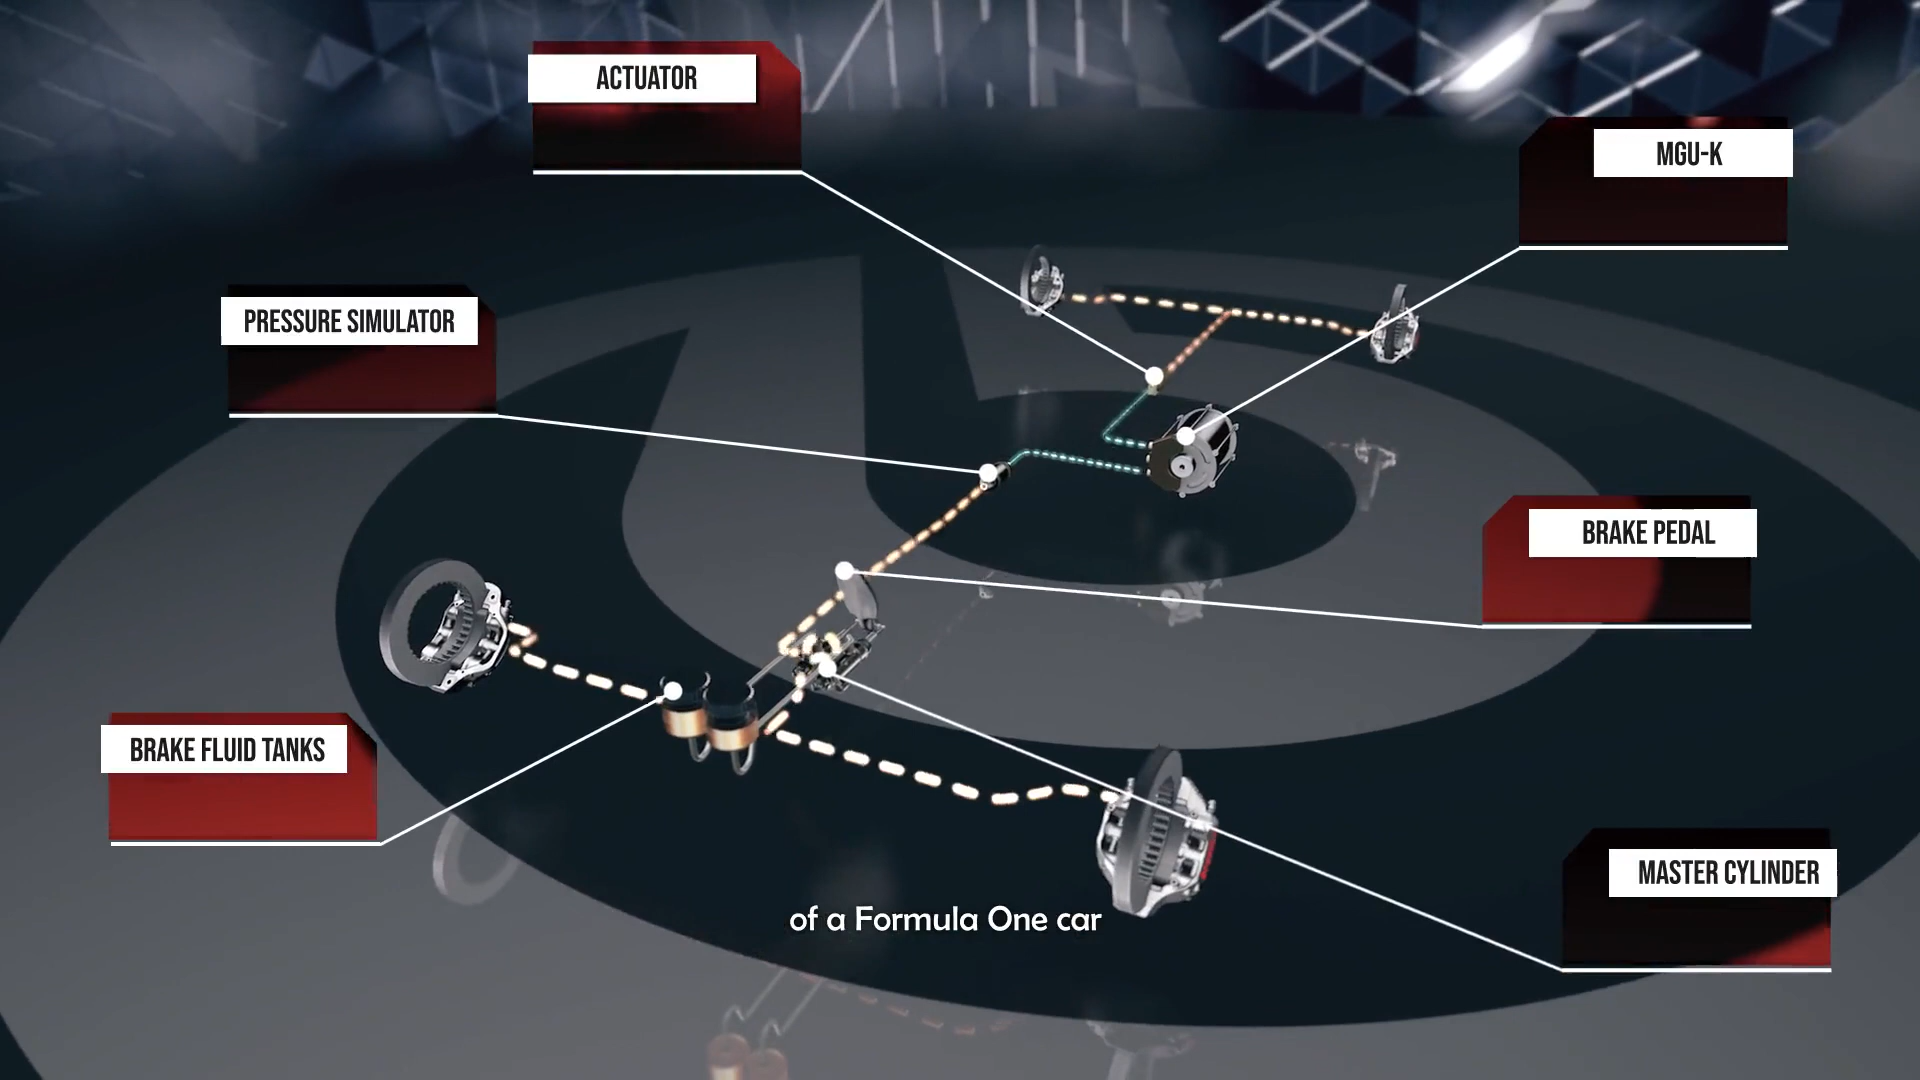 ACTUATOR
MGU-K
PRESSURE SIMULATOR
BRAKE PEDAL
BRAKE FLUID TANKS
MASTER CYLINDER
of a Formula One car